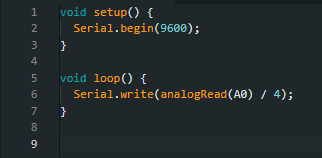 1 void setup() {
2   Serial.begin(9600);
3 }
4
5 void loop() {
6   Serial.write(analogRead(A0) / 4);
7 }
8
9